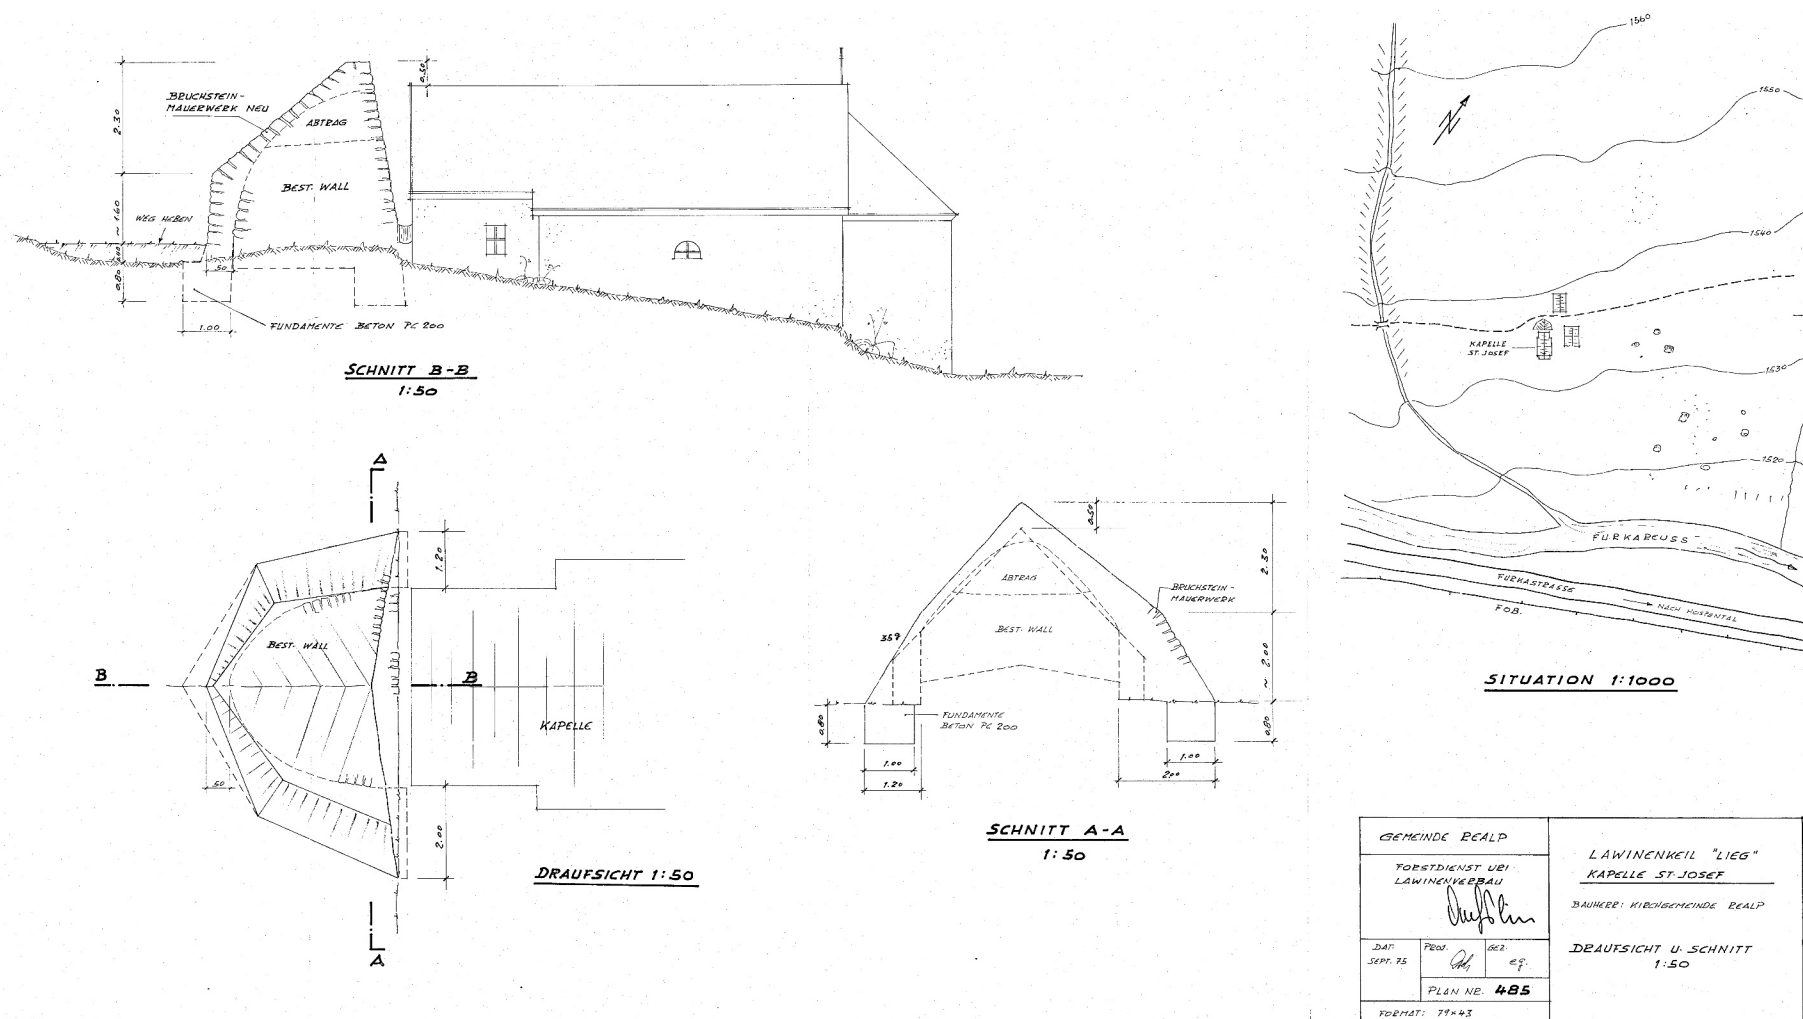 2.30
~ 1.60
0.80
BRUCHSTEIN-
MAUERWERK NEU
ABTRAG
BEST. WALL
WEG HEBEN
0.50
50
1.00
FUNDAMENTE BETON PC 200
SCHNITT B-B
1:50
A
1.20
BEST. WALL
B
B
KAPELLE
50
2.00
A
DRAUFSICHT 1:50
0.50
2.30
ABTRAG
BRUCHSTEIN-
MAUERWERK
BEST. WALL
~ 2.00
0.80
FUNDAMENTE
BETON PC 200
0.80
1.00
1.20
1.00
2.00
SCHNITT A-A
1:50
1560
1550
N
1540
KAPELLE
ST. JOSEF
1530
1520
FURKAREUSS
FURKASTRASSE
NACH HOSPENTAL
FOB.
SITUATION 1:1000
GEMEINDE REALP
FORSTDIENST URI
LAWINENVERBAU
DAT.
SEPT. 75
PROJ.
GEZ.
eg.
PLAN NR. 485
FORMAT: 79×43
LAWINENKEIL "LIEG"
KAPELLE ST. JOSEF
BAUHERR: KIRCHGEMEINDE REALP
DRAUFSICHT U. SCHNITT
1:50